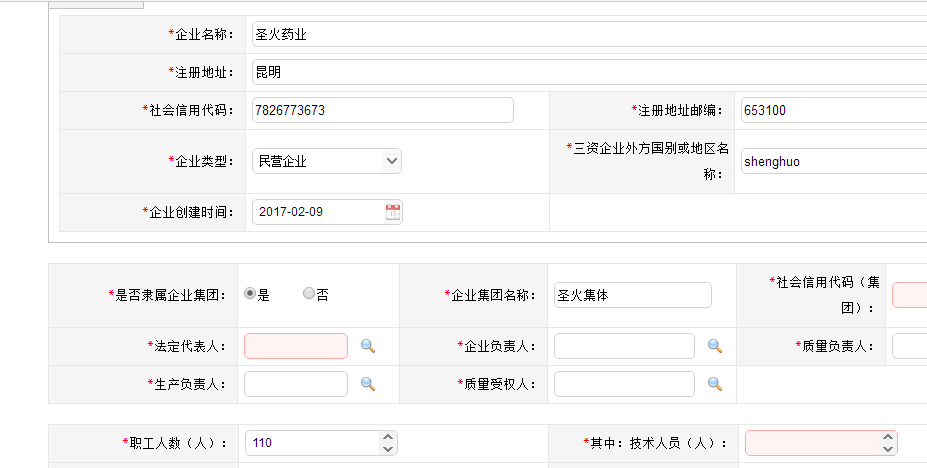 *企业名称： 圣火药业
*注册地址： 昆明
*社会信用代码： 7826773673 *注册地址邮编： 653100
*企业类型： 民营企业 *三资企业外方国别或地区名
称： shenghuo
*企业创建时间： 2017-02-09
*是否隶属企业集团： 是 否 *企业集团名称： 圣火集体 *社会信用代码（集
团）：
*法定代表人： *企业负责人： *质量负责人：
*生产负责人： *质量受权人：
*职工人数（人）： 110 *其中：技术人员（人）：